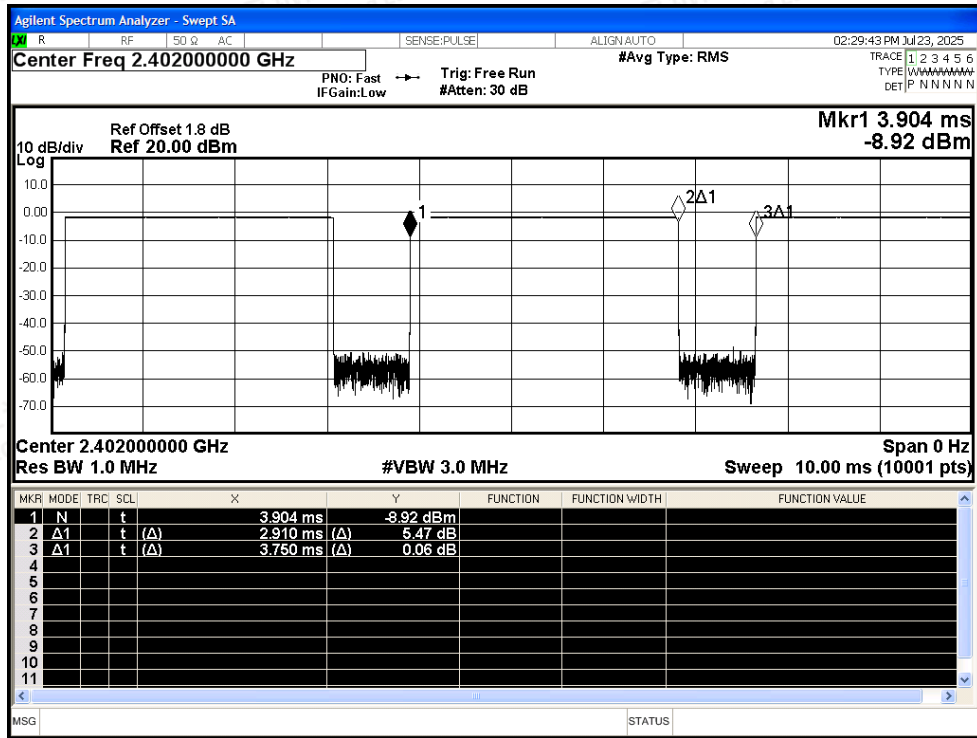 Agilent Spectrum Analyzer - Swept SA
LXI R RF 50 Ω AC SENSE:PULSE ALIGN AUTO 02:29:43 PM Jul 23, 2025
Center Freq 2.402000000 GHz
PNO: Fast
IFGain:Low
Trig: Free Run
#Atten: 30 dB
#Avg Type: RMS
TRACE 1 2 3 4 5 6
TYPE
DET P N N N N N
Mkr1 3.904 ms
-8.92 dBm
Ref Offset 1.8 dB
10 dB/div Ref 20.00 dBm
Log
10.0
0.00
-10.0
-20.0
-30.0
-40.0
-50.0
-60.0
-70.0
1
2Δ1
3Δ1
Center 2.402000000 GHz Span 0 Hz
Res BW 1.0 MHz #VBW 3.0 MHz Sweep 10.00 ms (10001 pts)
MKR MODE TRC SCL X Y FUNCTION FUNCTION WIDTH FUNCTION VALUE
1 N t 3.904 ms -8.92 dBm
2 Δ1 t (Δ) 2.910 ms (Δ) 5.47 dB
3 Δ1 t (Δ) 3.750 ms (Δ) 0.06 dB
4
5
6
7
8
9
10
11
MSG STATUS